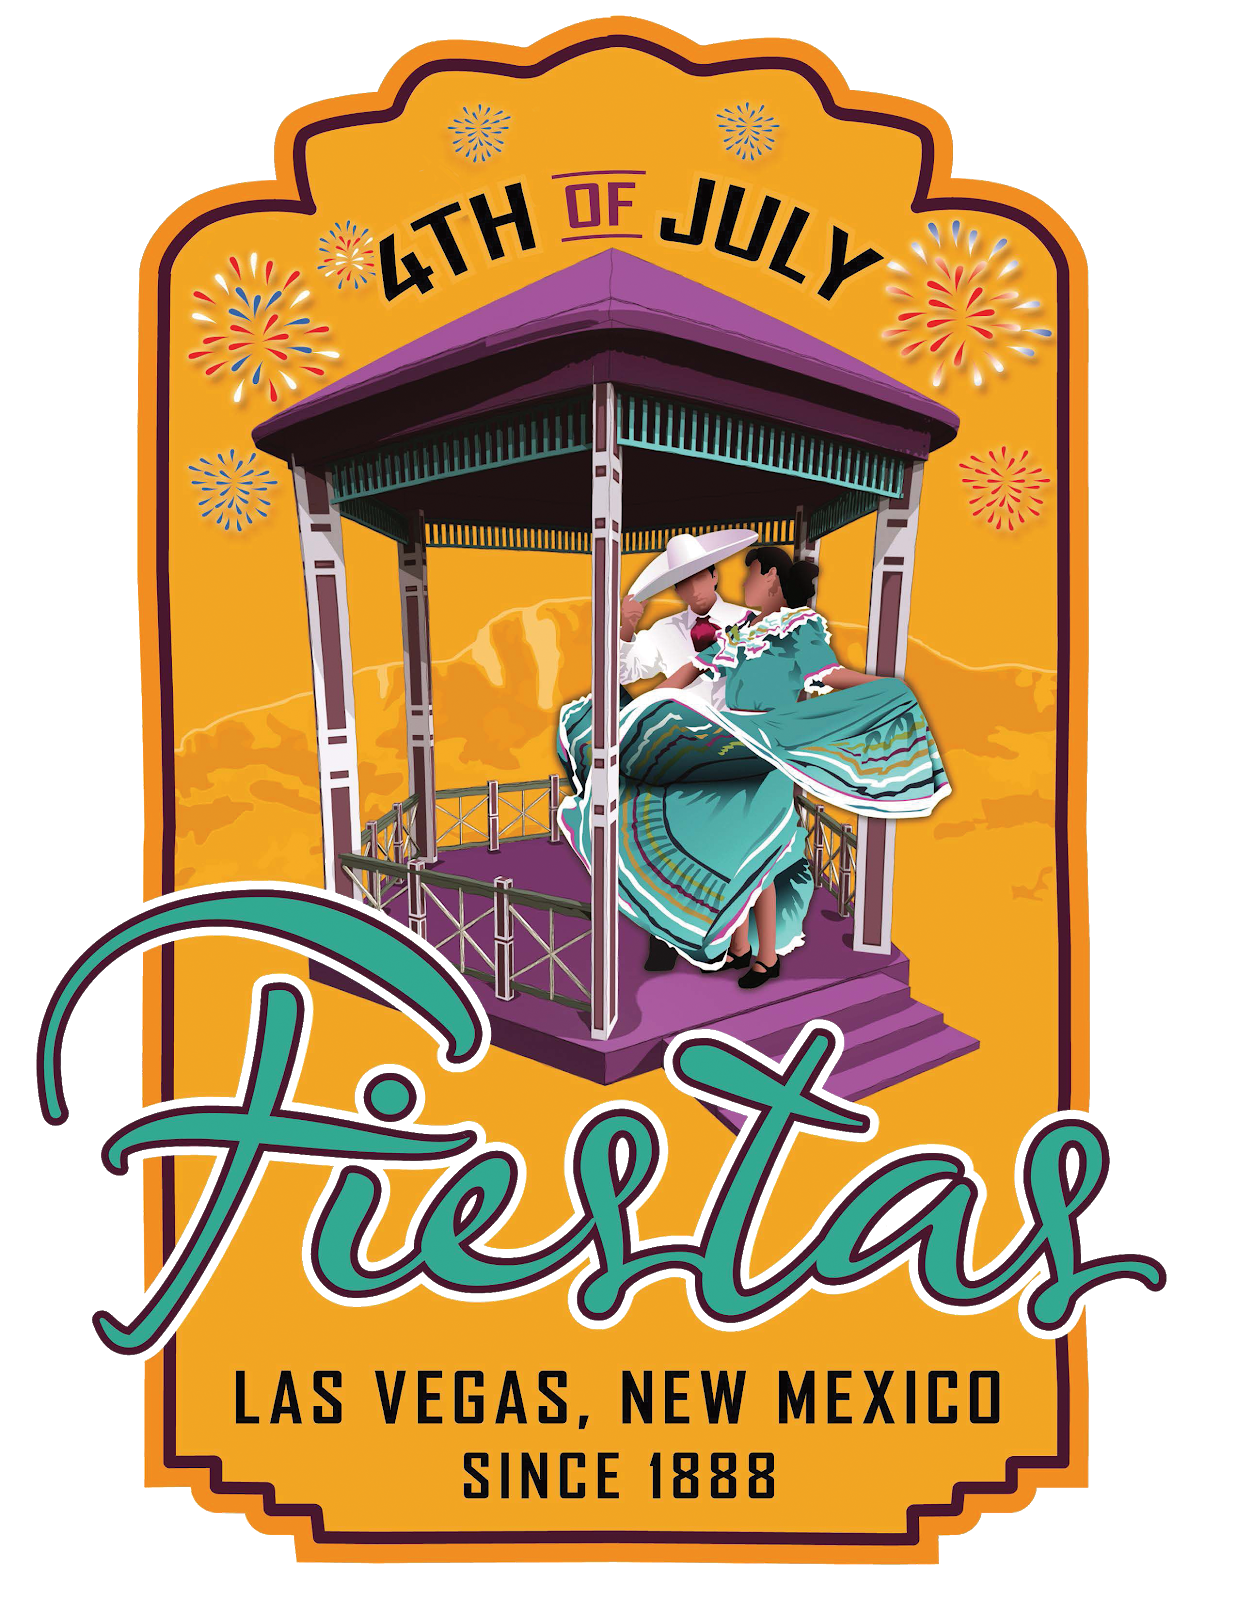 4TH OF JULY
Fiestas
LAS VEGAS, NEW MEXICO
SINCE 1888